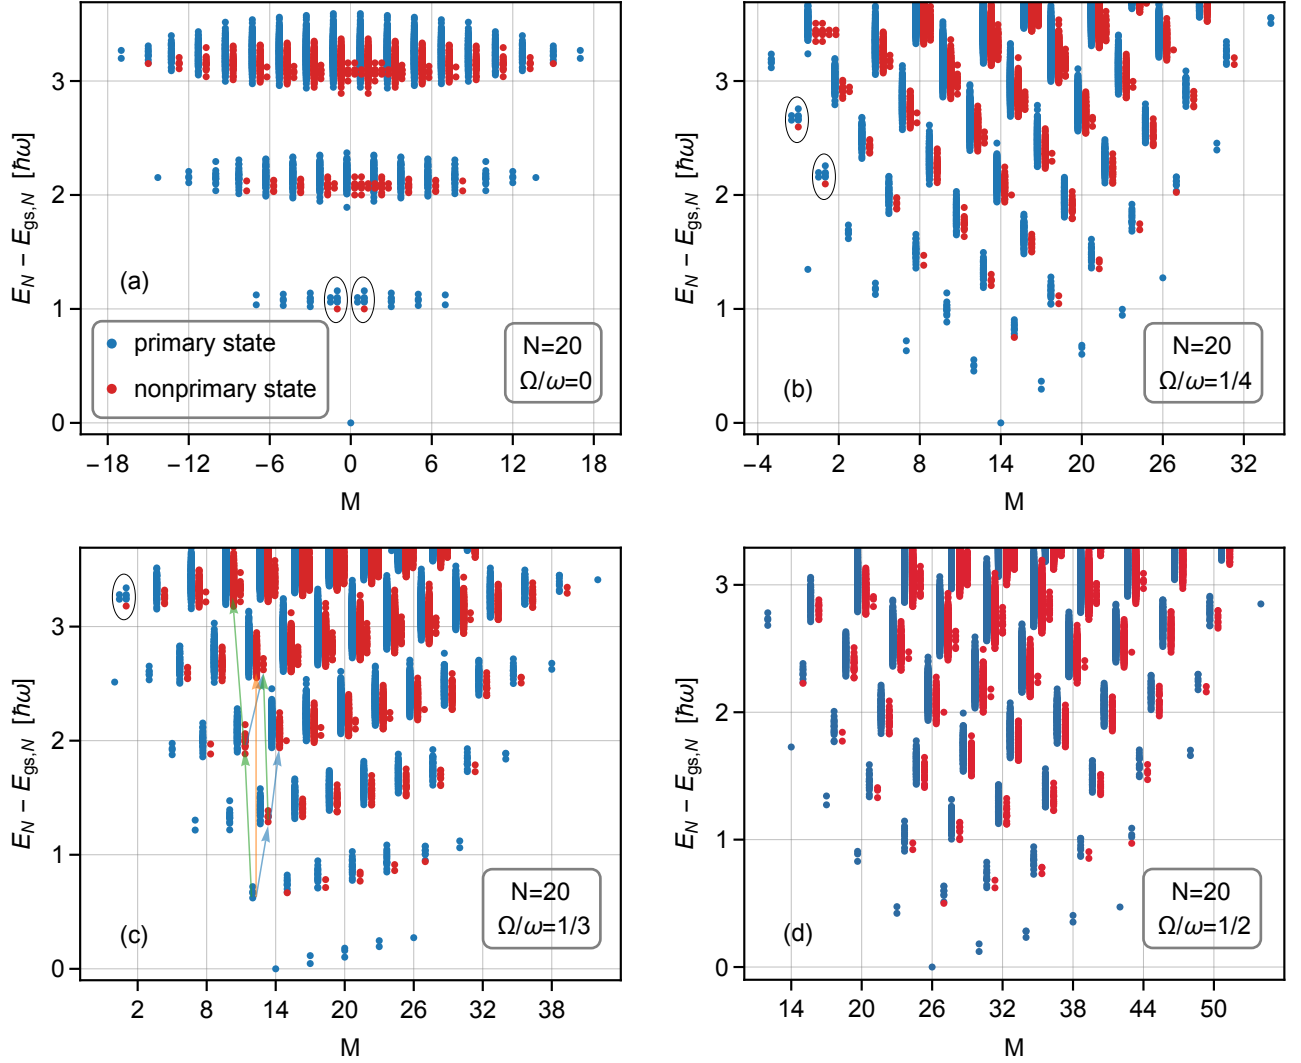 E_N − E_gs,N [ħω]
3
2
1
0
(a)
primary state
nonprimary state
N=20
Ω/ω=0
−18 −12 −6 0 6 12 18
M
E_N − E_gs,N [ħω]
3
2
1
0
(b)
N=20
Ω/ω=1/4
−4 2 8 14 20 26 32
M
E_N − E_gs,N [ħω]
3
2
1
0
(c)
N=20
Ω/ω=1/3
2 8 14 20 26 32 38
M
E_N − E_gs,N [ħω]
3
2
1
0
(d)
N=20
Ω/ω=1/2
14 20 26 32 38 44 50
M